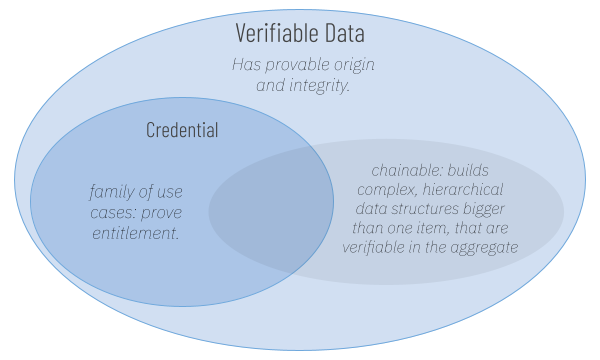 Verifiable Data
Has provable origin
and integrity.
Credential
family of use
cases: prove
entitlement.
chainable: builds
complex, hierarchical
data structures bigger
than one item, that are
verifiable in the aggregate